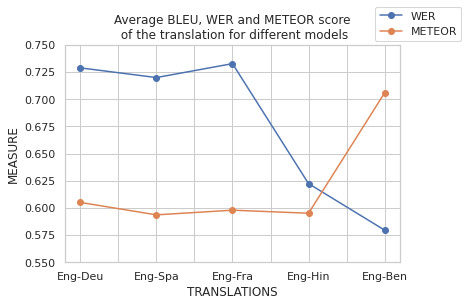 Average BLEU, WER and METEOR score
of the translation for different models
WER
METEOR
MEASURE
0.750
0.725
0.700
0.675
0.650
0.625
0.600
0.575
0.550
Eng-Deu Eng-Spa Eng-Fra Eng-Hin Eng-Ben
TRANSLATIONS